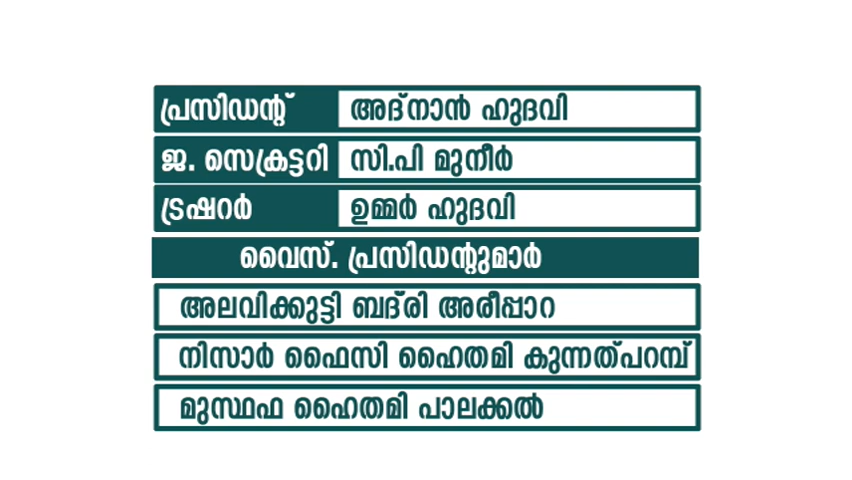 പ്രസിഡന്റ് അദ്നാൻ ഹുദവി
ജ. സെക്രട്ടറി സി.പി മുനീർ
ട്രഷറർ ഉമ്മർ ഹുദവി
വൈസ്. പ്രസിഡന്റുമാർ
അലവിക്കുട്ടി ബദ്രി അരീപ്പാറ
നിസാർ ഫൈസി ഹൈതമി കുന്നത്പറമ്പ്
മുസ്ഥഫ ഹൈതമി പാലക്കൽ